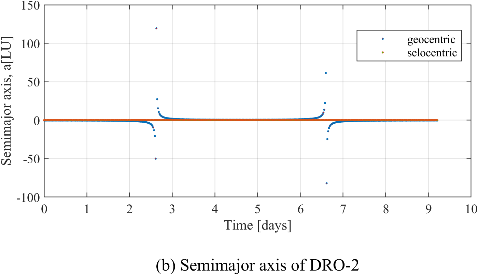 150
100
50
0
-50
-100
Semimajor axis, a[LU]
geocentric
selocentric
0 1 2 3 4 5 6 7 8 9 10
Time [days]
(b) Semimajor axis of DRO-2